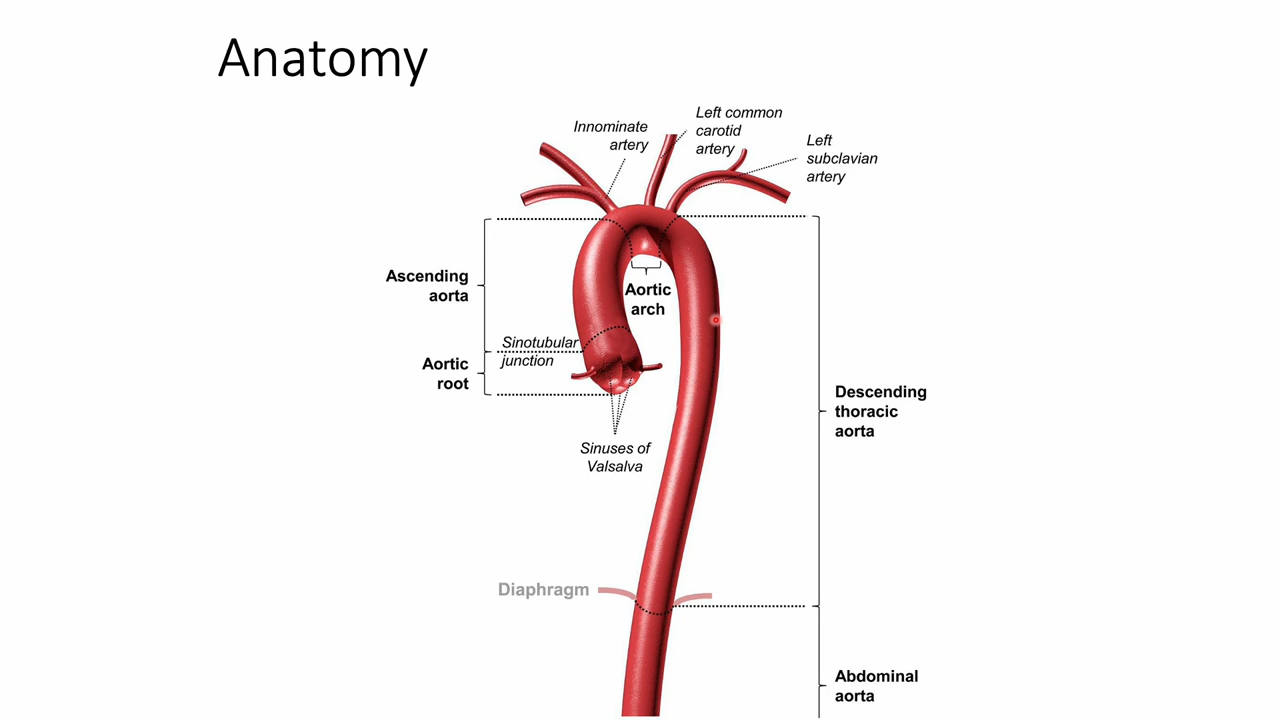 Anatomy
Innominate
artery
Left common
carotid
artery
Left
subclavian
artery
Ascending
aorta
Aortic
arch
Sinotubular
junction
Aortic
root
Sinuses of
Valsalva
Descending
thoracic
aorta
Diaphragm
Abdominal
aorta